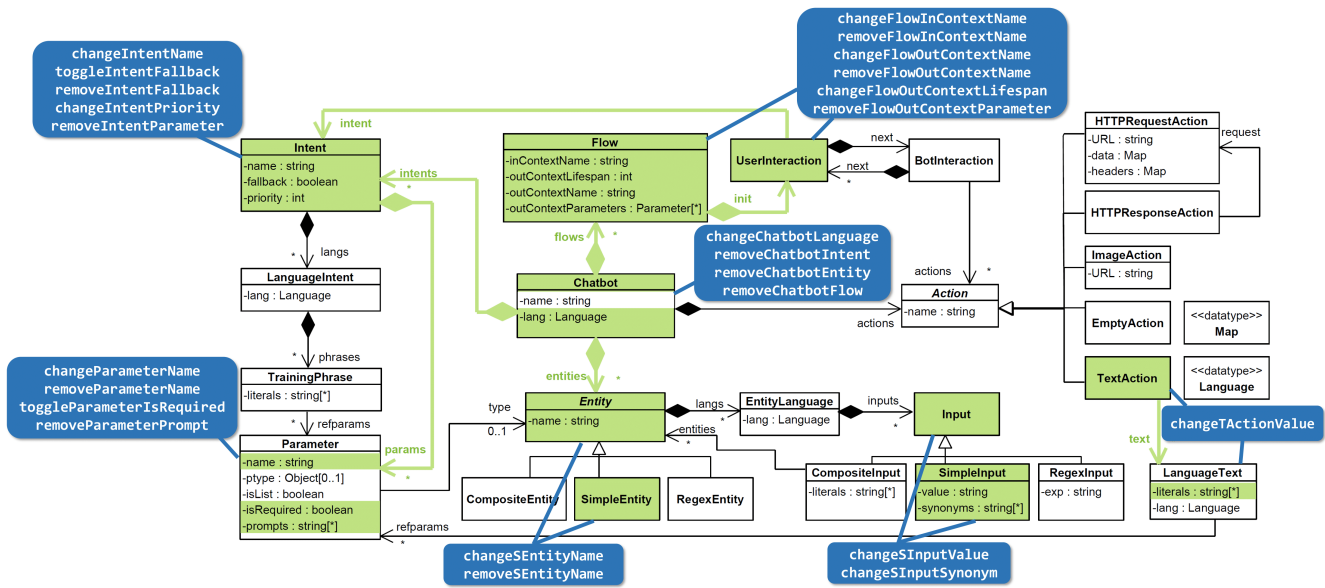 changeIntentName
toggleIntentFallback
removeIntentFallback
changeIntentPriority
removeIntentParameter
changeFlowInContextName
removeFlowInContextName
changeFlowOutContextName
removeFlowOutContextName
changeFlowOutContextLifespan
removeFlowOutContextParameter
intent
Intent
-name : string
-fallback : boolean
-priority : int
intents
*
Flow
-inContextName : string
-outContextLifespan : int
-outContextName : string
-outContextParameters : Parameter[*]
init
UserInteraction
next
next
*
BotInteraction
HTTPRequestAction
-URL : string
-data : Map
-headers : Map
request
HTTPResponseAction
* langs
LanguageIntent
-lang : Language
flows *
changeChatbotLanguage
removeChatbotIntent
removeChatbotEntity
removeChatbotFlow
Chatbot
-name : string
-lang : Language
actions *
actions *
Action
-name : string
ImageAction
-URL : string
EmptyAction
<<datatype>>
Map
TextAction
<<datatype>>
Language
* phrases
TrainingPhrase
-literals : string[*]
* refparams
changeParameterName
removeParameterName
toggleParameterIsRequired
removeParameterPrompt
Parameter
-name : string
-ptype : Object[0..1]
-isList : boolean
-isRequired : boolean
-prompts : string[*]
params
*
entities *
type
0..1
Entity
-name : string
langs
*
entities
*
EntityLanguage
-lang : Language
inputs
*
Input
changeTActionValue
text
*
CompositeEntity
SimpleEntity
RegexEntity
CompositeInput
-literals : string[*]
SimpleInput
-value : string
-synonyms : string[*]
RegexInput
-exp : string
LanguageText
-literals : string[*]
-lang : Language
refparams
*
changeSEntityName
removeSEntityName
changeSInputValue
changeSInputSynonym